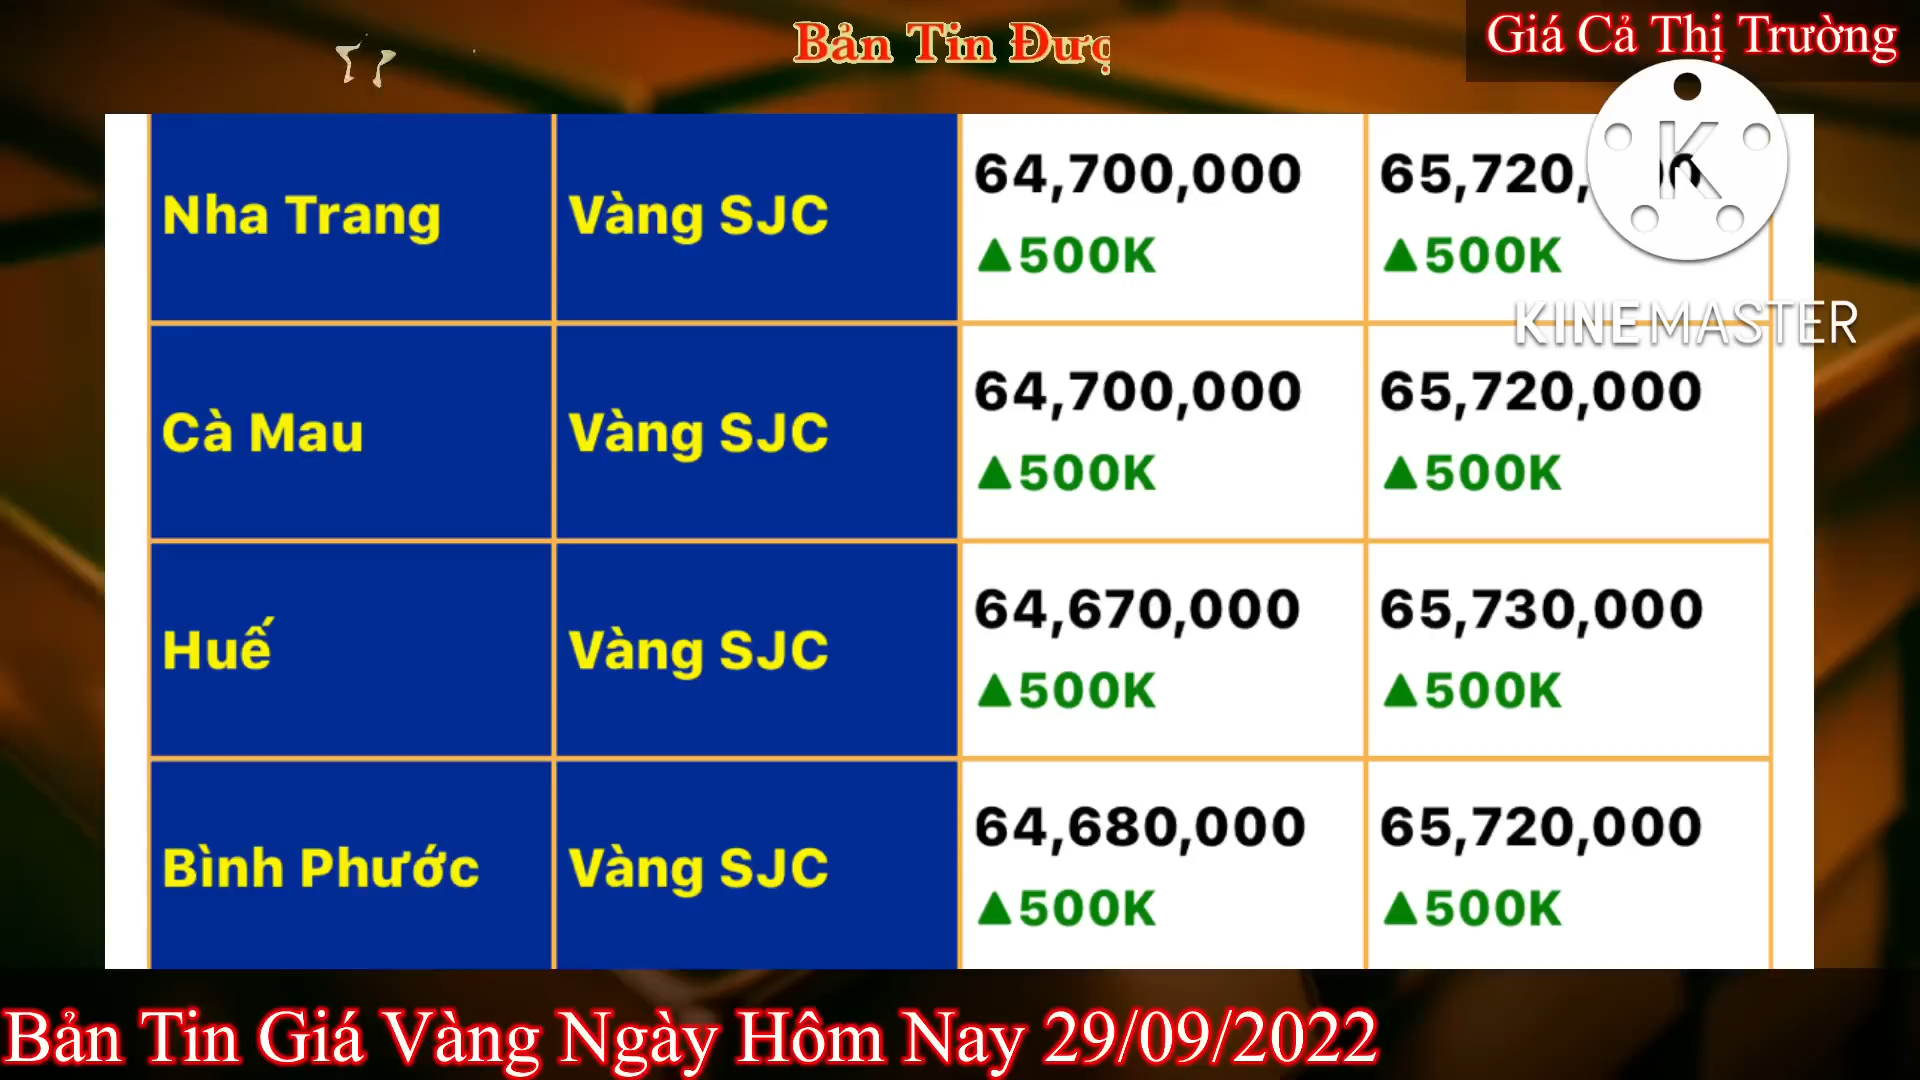 Bản Tin Đượ
Giá Cả Thị Trường
Nha Trang
Vàng SJC
64,700,000
▲500K
65,720,
▲500K
K
KINEMASTER
Cà Mau
Vàng SJC
64,700,000
▲500K
65,720,000
▲500K
Huế
Vàng SJC
64,670,000
▲500K
65,730,000
▲500K
Bình Phước
Vàng SJC
64,680,000
▲500K
65,720,000
▲500K
Bản Tin Giá Vàng Ngày Hôm Nay 29/09/2022